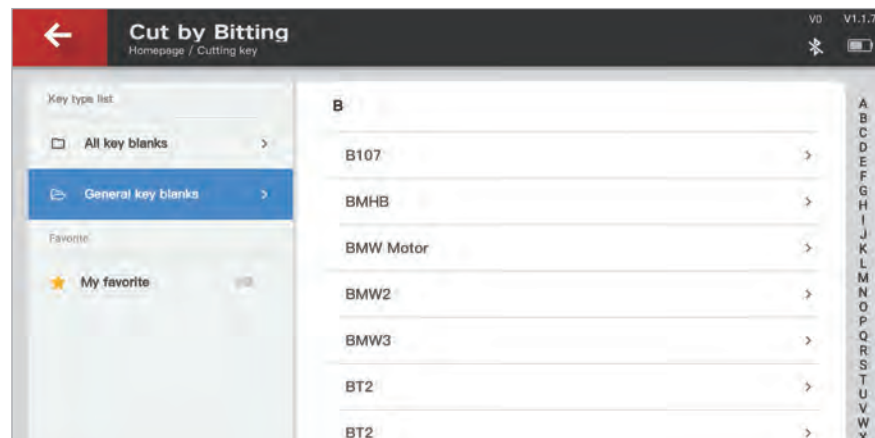 Cut by Bitting
Homepage / Cutting key
V0 V1.1.7
Key type list
All key blanks
General key blanks
Favorite
My favorite
B
B107
BMHB
BMW Motor
BMW2
BMW3
BT2
BT2
A
B
C
D
E
F
G
H
I
J
K
L
M
N
O
P
Q
R
S
T
U
V
W
X